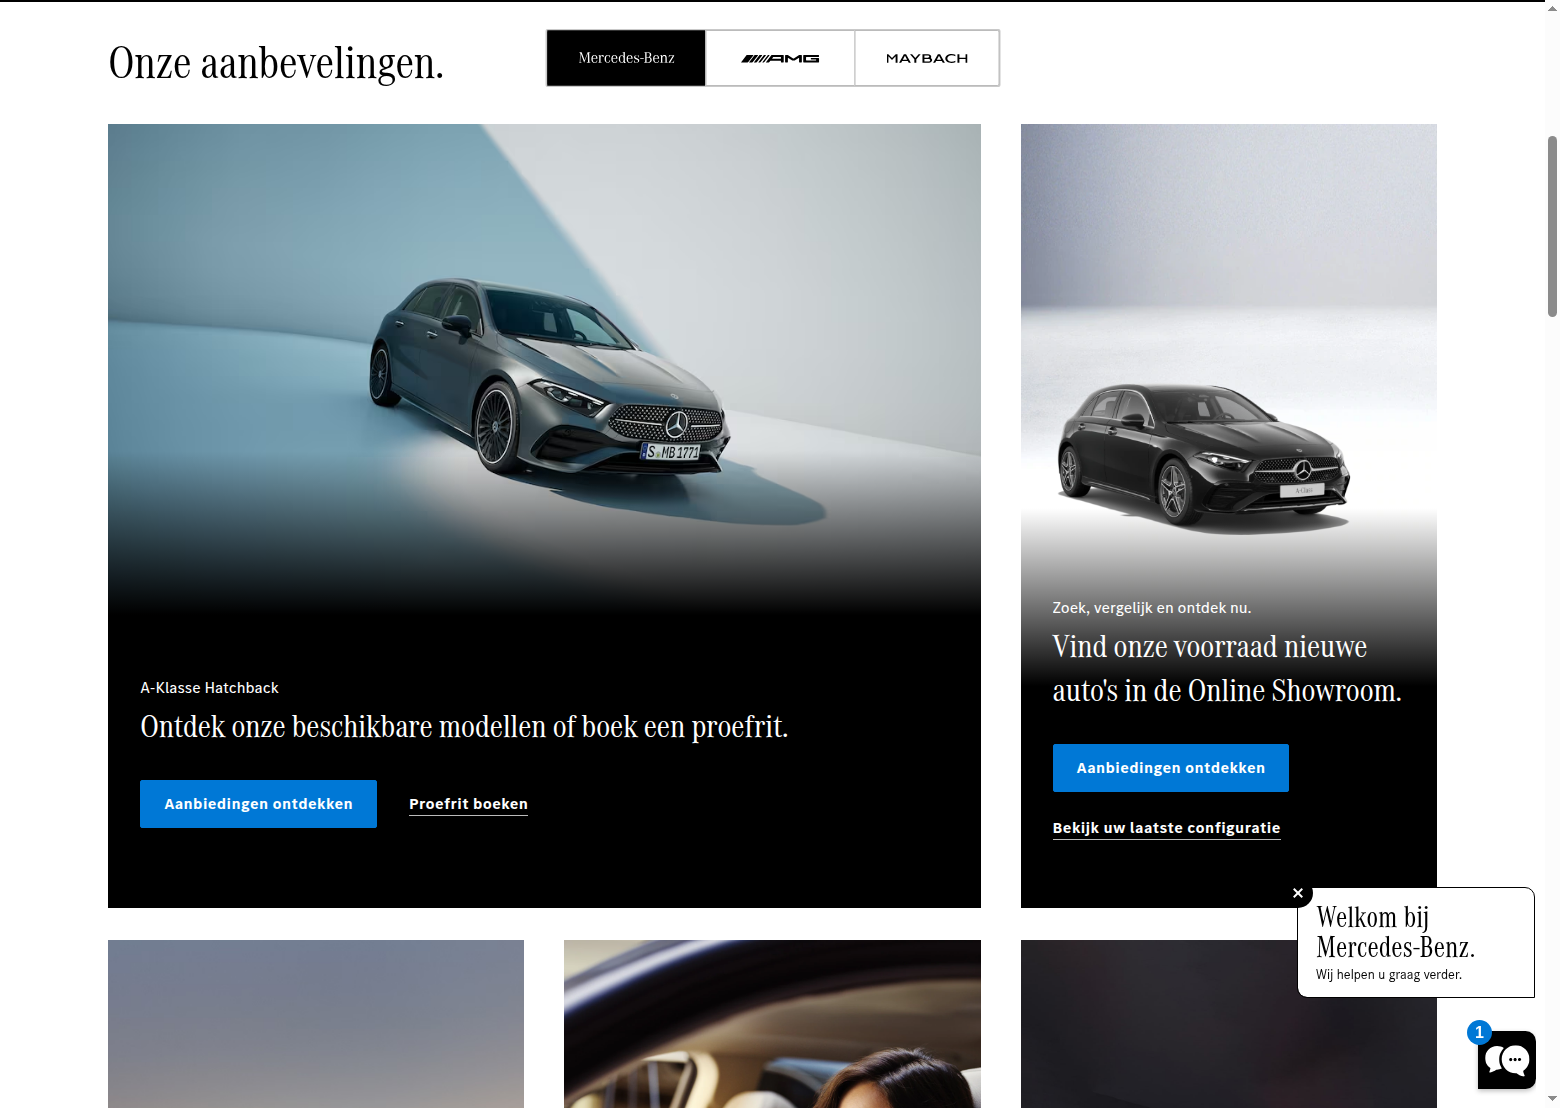 Onze aanbevelingen.
Mercedes-Benz
AMG
MAYBACH
S MB 1771
A-Class
A-Klasse Hatchback
Ontdek onze beschikbare modellen of boek een proefrit.
Aanbiedingen ontdekken
Proefrit boeken
Zoek, vergelijk en ontdek nu.
Vind onze voorraad nieuwe
auto's in de Online Showroom.
Aanbiedingen ontdekken
Bekijk uw laatste configuratie
Welkom bij
Mercedes-Benz.
Wij helpen u graag verder.
1